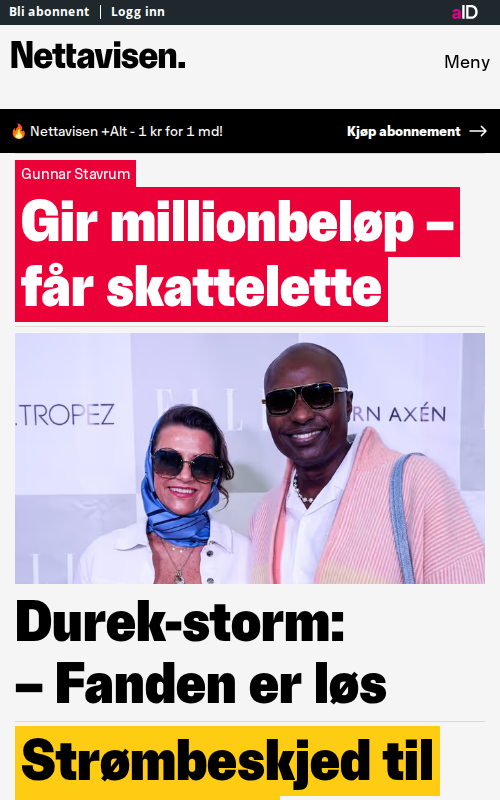 Bli abonnent | Logg inn
aID
Nettavisen.
Meny
🔥 Nettavisen +Alt - 1 kr for 1 md!
Kjøp abonnement →
Gunnar Stavrum
Gir millionbeløp –
får skattelette
.TROPEZ
ELLE
RN AXÉN
Durek-storm:
– Fanden er løs
Strømbeskjed til